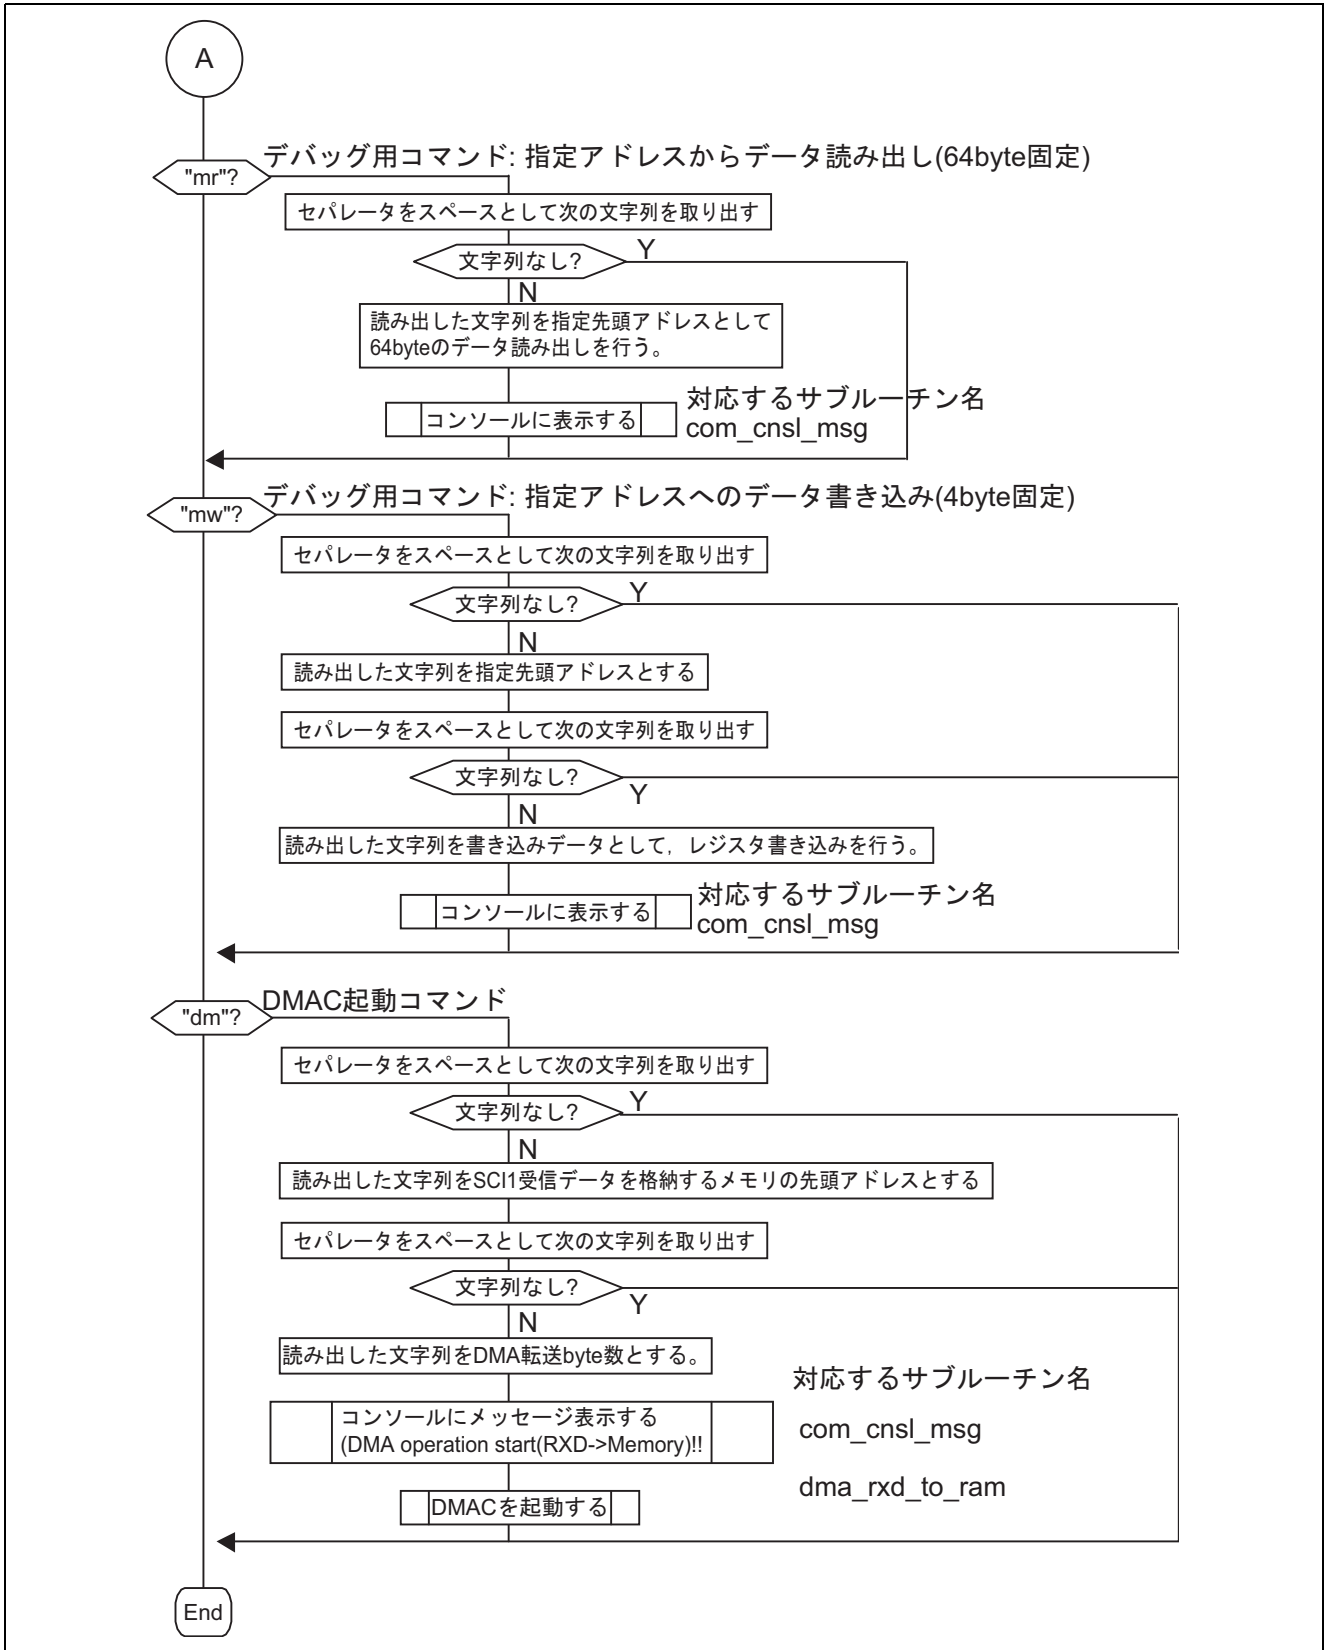 A
デバッグ用コマンド: 指定アドレスからデータ読み出し(64byte固定)
"mr"?
セパレータをスペースとして次の文字列を取り出す
文字列なし?
Y
N
読み出した文字列を指定先頭アドレスとして
64byteのデータ読み出しを行う。
対応するサブルーチン名
コンソールに表示する
com_cnsl_msg
デバッグ用コマンド: 指定アドレスへのデータ書き込み(4byte固定)
"mw"?
セパレータをスペースとして次の文字列を取り出す
文字列なし?
Y
N
読み出した文字列を指定先頭アドレスとする
セパレータをスペースとして次の文字列を取り出す
文字列なし?
Y
N
読み出した文字列を書き込みデータとして，レジスタ書き込みを行う。
対応するサブルーチン名
コンソールに表示する
com_cnsl_msg
DMAC起動コマンド
"dm"?
セパレータをスペースとして次の文字列を取り出す
文字列なし?
Y
N
読み出した文字列をSCI1受信データを格納するメモリの先頭アドレスとする
セパレータをスペースとして次の文字列を取り出す
文字列なし?
Y
N
読み出した文字列をDMA転送byte数とする。
対応するサブルーチン名
コンソールにメッセージ表示する
(DMA operation start(RXD->Memory)!!
com_cnsl_msg
dma_rxd_to_ram
DMACを起動する
End